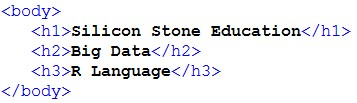 <body>
<h1>Silicon Stone Education</h1>
<h2>Big Data</h2>
<h3>R Language</h3>
</body>